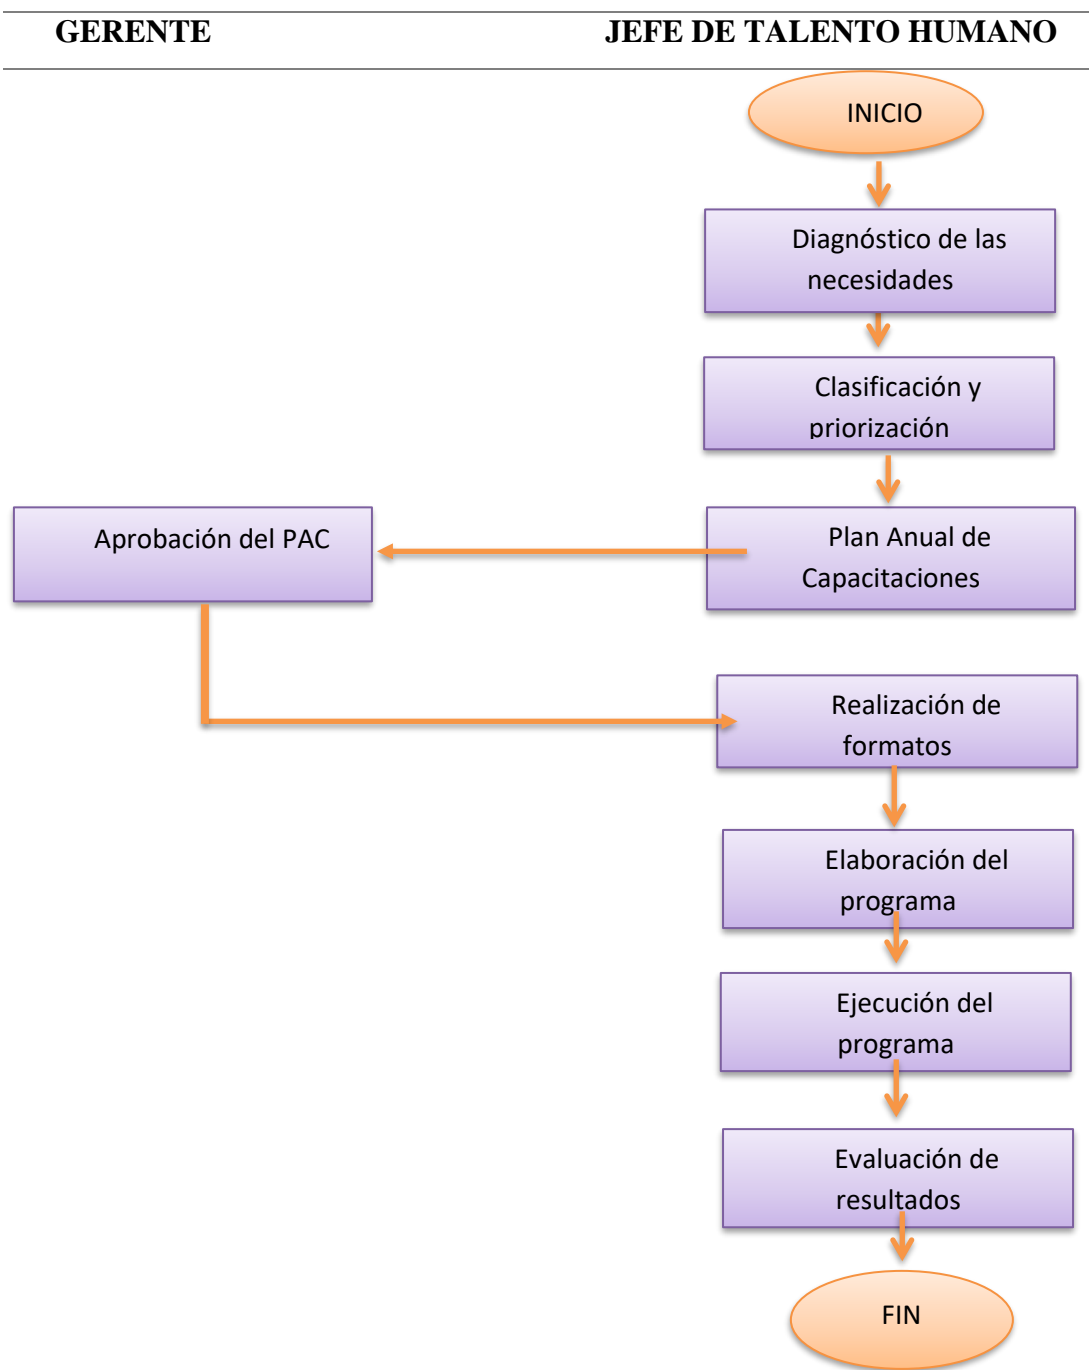 GERENTE JEFE DE TALENTO HUMANO
INICIO
Diagnóstico de las
necesidades
Clasificación y
priorización
Aprobación del PAC
Plan Anual de
Capacitaciones
Realización de
formatos
Elaboración del
programa
Ejecución del
programa
Evaluación de
resultados
FIN